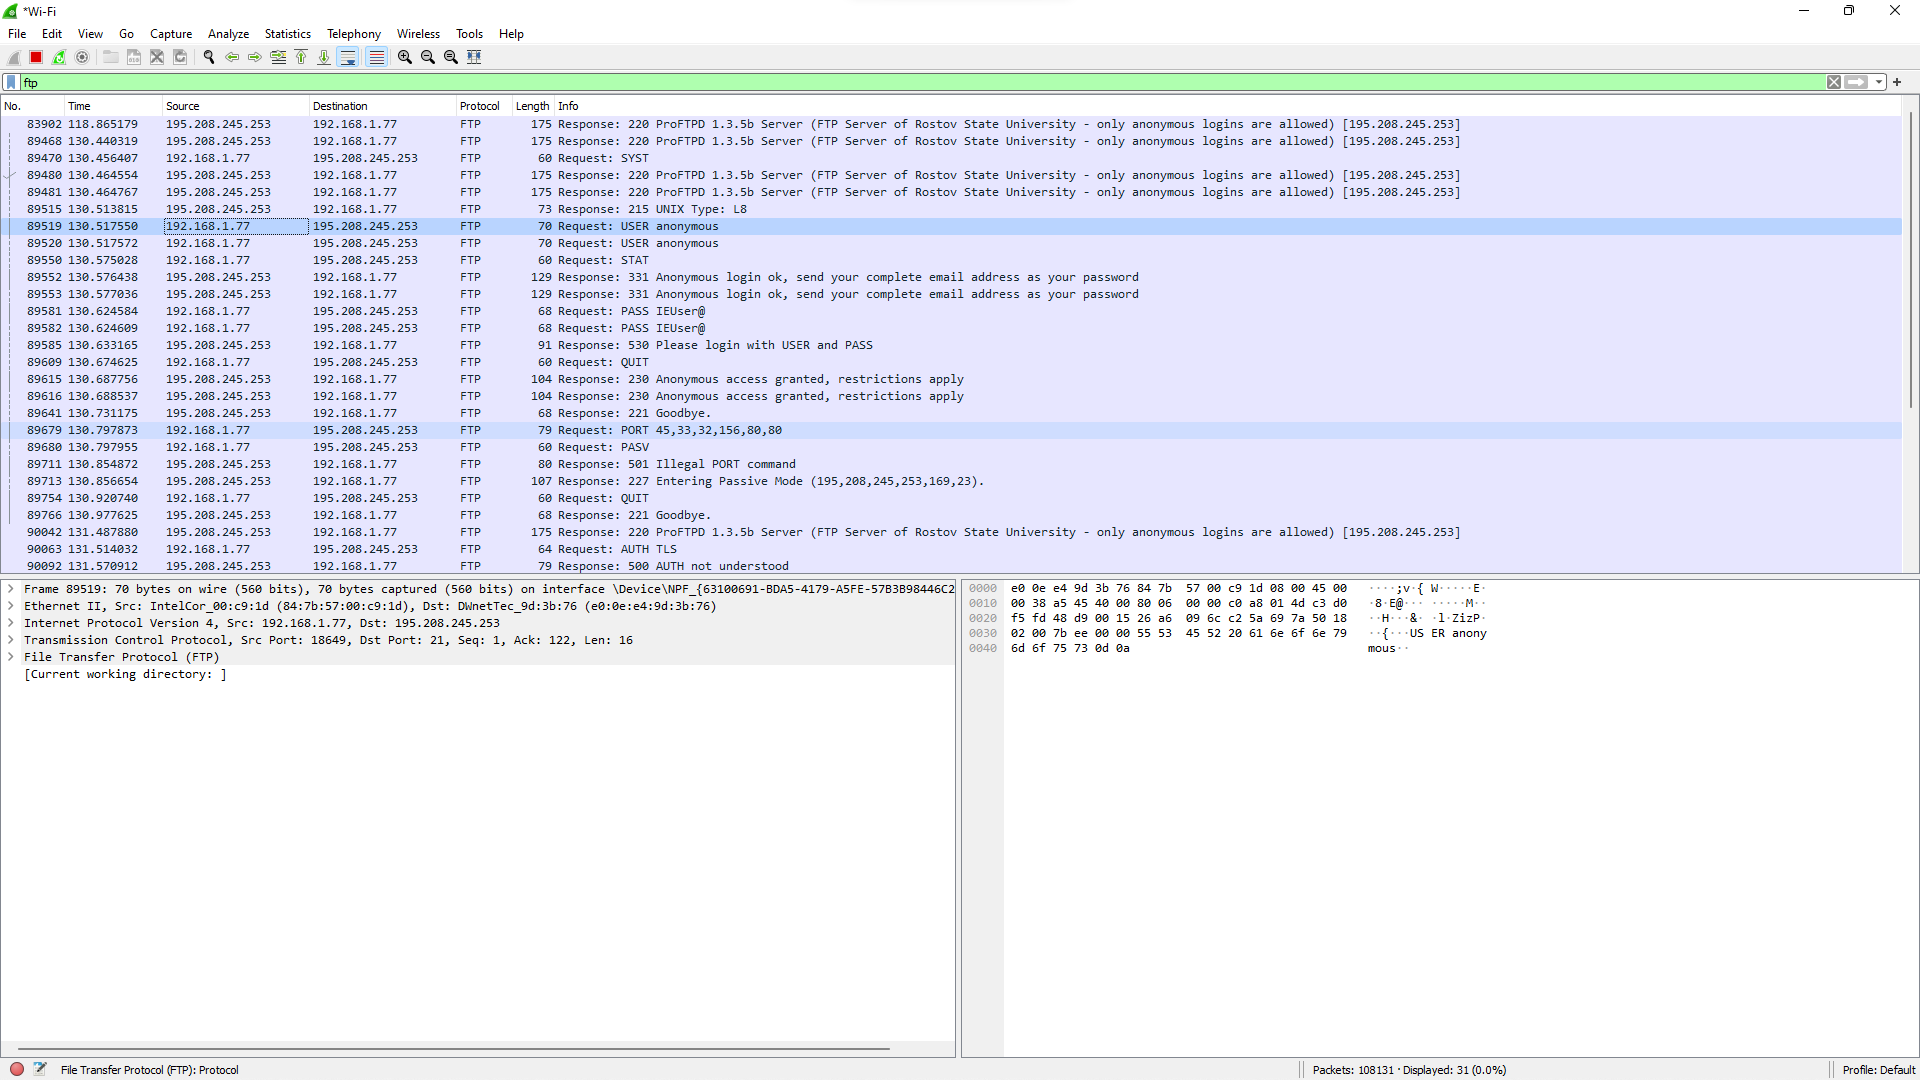 *Wi-Fi
File Edit View Go Capture Analyze Statistics Telephony Wireless Tools Help
ftp
No. Time Source Destination Protocol Length Info
83902 118.865179 195.208.245.253 192.168.1.77 FTP 175 Response: 220 ProFTPD 1.3.5b Server (FTP Server of Rostov State University - only anonymous logins are allowed) [195.208.245.253]
89468 130.440319 195.208.245.253 192.168.1.77 FTP 175 Response: 220 ProFTPD 1.3.5b Server (FTP Server of Rostov State University - only anonymous logins are allowed) [195.208.245.253]
89470 130.456407 192.168.1.77 195.208.245.253 FTP 60 Request: SYST
89480 130.464554 195.208.245.253 192.168.1.77 FTP 175 Response: 220 ProFTPD 1.3.5b Server (FTP Server of Rostov State University - only anonymous logins are allowed) [195.208.245.253]
89481 130.464767 195.208.245.253 192.168.1.77 FTP 175 Response: 220 ProFTPD 1.3.5b Server (FTP Server of Rostov State University - only anonymous logins are allowed) [195.208.245.253]
89515 130.513815 195.208.245.253 192.168.1.77 FTP 73 Response: 215 UNIX Type: L8
89519 130.517550 192.168.1.77 195.208.245.253 FTP 70 Request: USER anonymous
89520 130.517572 192.168.1.77 195.208.245.253 FTP 70 Request: USER anonymous
89550 130.575028 192.168.1.77 195.208.245.253 FTP 60 Request: STAT
89552 130.576438 195.208.245.253 192.168.1.77 FTP 129 Response: 331 Anonymous login ok, send your complete email address as your password
89553 130.577036 195.208.245.253 192.168.1.77 FTP 129 Response: 331 Anonymous login ok, send your complete email address as your password
89581 130.624584 192.168.1.77 195.208.245.253 FTP 68 Request: PASS IEUser@
89582 130.624609 192.168.1.77 195.208.245.253 FTP 68 Request: PASS IEUser@
89585 130.633165 195.208.245.253 192.168.1.77 FTP 91 Response: 530 Please login with USER and PASS
89609 130.674625 192.168.1.77 195.208.245.253 FTP 60 Request: QUIT
89615 130.687756 195.208.245.253 192.168.1.77 FTP 104 Response: 230 Anonymous access granted, restrictions apply
89616 130.688537 195.208.245.253 192.168.1.77 FTP 104 Response: 230 Anonymous access granted, restrictions apply
89641 130.731175 195.208.245.253 192.168.1.77 FTP 68 Response: 221 Goodbye.
89679 130.797873 192.168.1.77 195.208.245.253 FTP 79 Request: PORT 45,33,32,156,80,80
89680 130.797955 192.168.1.77 195.208.245.253 FTP 60 Request: PASV
89711 130.854872 195.208.245.253 192.168.1.77 FTP 80 Response: 501 Illegal PORT command
89713 130.856654 195.208.245.253 192.168.1.77 FTP 107 Response: 227 Entering Passive Mode (195,208,245,253,169,23).
89754 130.920740 192.168.1.77 195.208.245.253 FTP 60 Request: QUIT
89766 130.977625 195.208.245.253 192.168.1.77 FTP 68 Response: 221 Goodbye.
90042 131.487880 195.208.245.253 192.168.1.77 FTP 175 Response: 220 ProFTPD 1.3.5b Server (FTP Server of Rostov State University - only anonymous logins are allowed) [195.208.245.253]
90063 131.514032 192.168.1.77 195.208.245.253 FTP 64 Request: AUTH TLS
90092 131.570912 195.208.245.253 192.168.1.77 FTP 79 Response: 500 AUTH not understood
Frame 89519: 70 bytes on wire (560 bits), 70 bytes captured (560 bits) on interface \Device\NPF_{63100691-BDA5-4179-A5FE-57B3B98446C2
Ethernet II, Src: IntelCor_00:c9:1d (84:7b:57:00:c9:1d), Dst: DWnetTec_9d:3b:76 (e0:0e:e4:9d:3b:76)
Internet Protocol Version 4, Src: 192.168.1.77, Dst: 195.208.245.253
Transmission Control Protocol, Src Port: 18649, Dst Port: 21, Seq: 1, Ack: 122, Len: 16
File Transfer Protocol (FTP)
[Current working directory: ]
0000 e0 0e e4 9d 3b 76 84 7b 57 00 c9 1d 08 00 45 00 ····;v·{ W·····E·
0010 00 38 a5 45 40 00 80 06 00 00 c0 a8 01 4d c3 d0 ·8·E@··· ·····M··
0020 f5 fd 48 d9 00 15 26 a6 09 6c c2 5a 69 7a 50 18 ··H···&· ·l·ZizP·
0030 02 00 7b ee 00 00 55 53 45 52 20 61 6e 6f 6e 79 ··{···US ER anony
0040 6d 6f 75 73 0d 0a mous··
File Transfer Protocol (FTP): Protocol
Packets: 108131 · Displayed: 31 (0.0%)
Profile: Default